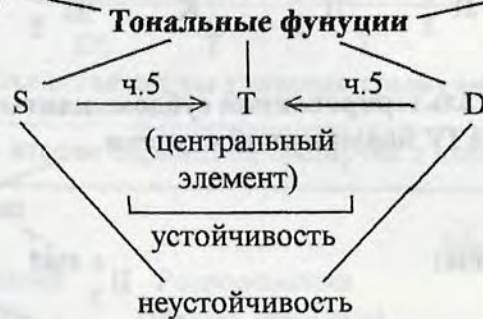 Тональные фунуции
ч.5 ч.5
S T D
(центральный
элемент)
устойчивость
неустойчивость